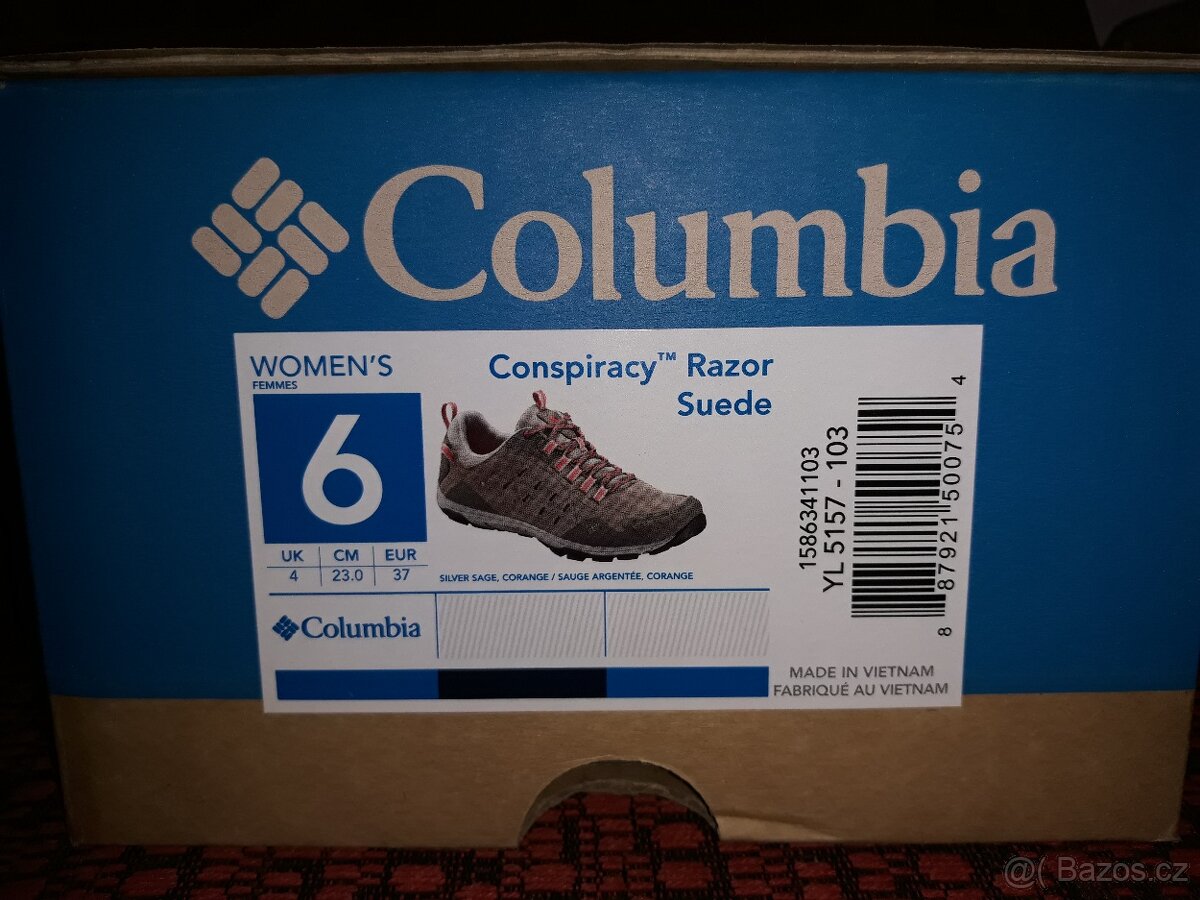 Columbia
WOMEN'S
FEMMES
6
UK CM EUR
4 23.0 37
Conspiracy™ Razor
Suede
SILVER SAGE, CORANGE / SAUGE ARGENTÉE, CORANGE
Columbia
1586341103
YL 5157 - 103
8 87921 50075 4
MADE IN VIETNAM
FABRIQUÉ AU VIETNAM
@( Bazos.cz